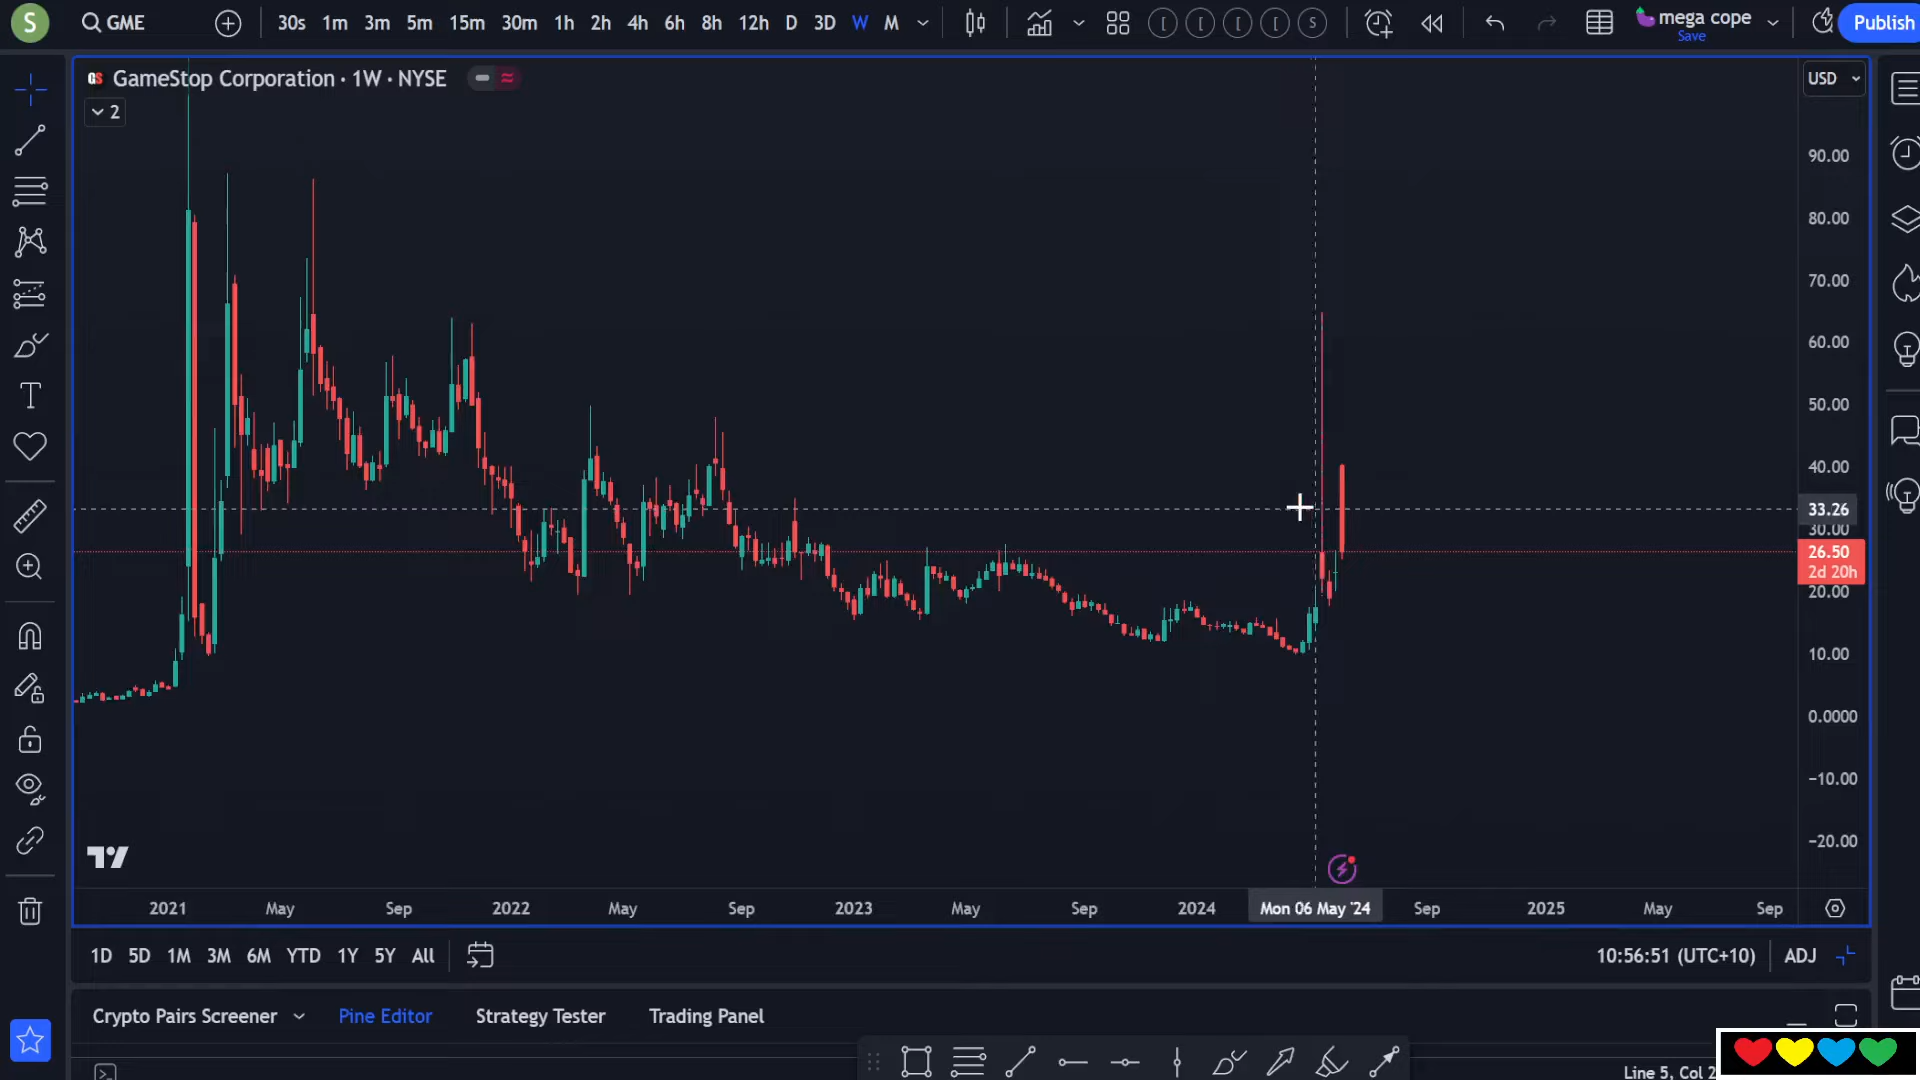 S GME 30s 1m 3m 5m 15m 30m 1h 2h 4h 6h 8h 12h D 3D W M [ [ [ [ S mega cope Save Publish
GS GameStop Corporation · 1W · NYSE
USD
2
90.00
80.00
70.00
60.00
50.00
40.00
33.26
30.00
26.50
2d 20h
20.00
10.00
0.0000
−10.00
−20.00
2021 May Sep 2022 May Sep 2023 May Sep 2024 Mon 06 May '24 Sep 2025 May Sep
1D 5D 1M 3M 6M YTD 1Y 5Y All 10:56:51 (UTC+10) ADJ
Crypto Pairs Screener Pine Editor Strategy Tester Trading Panel
Line 5, Col 2